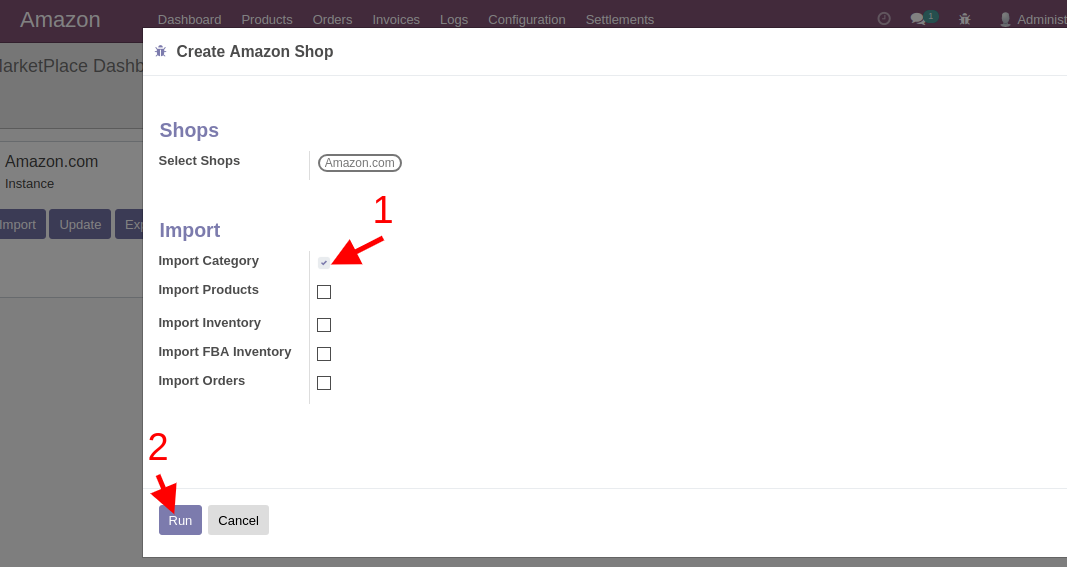 Amazon Dashboard Products Orders Invoices Logs Configuration Settlements 1 Administ
arketPlace Dashb
Create Amazon Shop
Shops
Amazon.com
Instance
Select Shops Amazon.com
Import Update Exp
1
Import
Import Category
Import Products
Import Inventory
Import FBA Inventory
Import Orders
2
Run Cancel